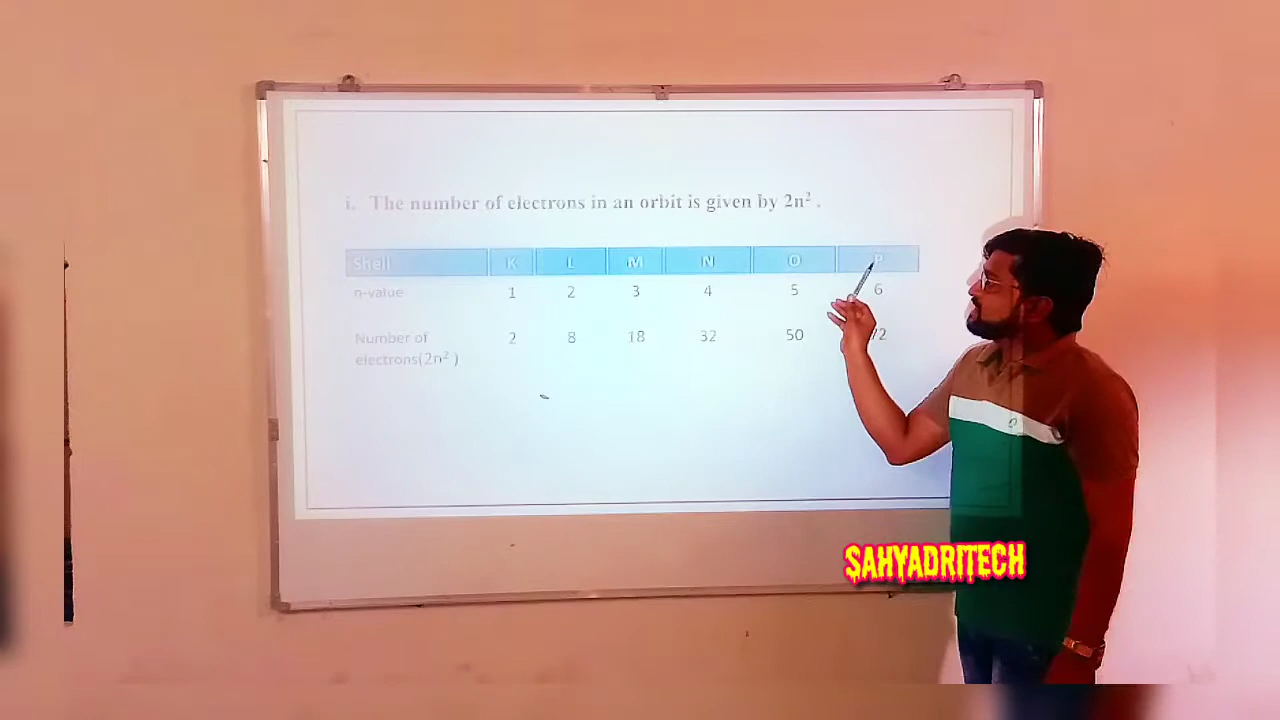 i. The number of electrons in an orbit is given by 2n².
Shell K L M N O P
n-value 1 2 3 4 5 6
Number of electrons(2n²) 2 8 18 32 50 72
SAHYADRITECH